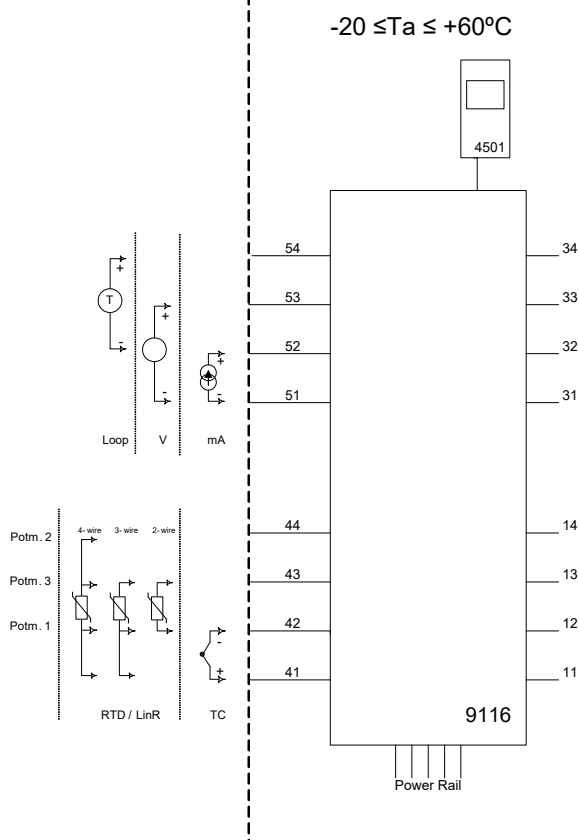 -20 ≤Ta ≤ +60ºC
4501
54
34
+
T
53
33
+
-
52
32
+
-
-
51
31
Loop
V
mA
Potm. 2
4-wire
3-wire
2-wire
44
14
Potm. 3
43
13
Potm. 1
42
12
-
+
41
11
RTD / LinR
TC
9116
Power Rail